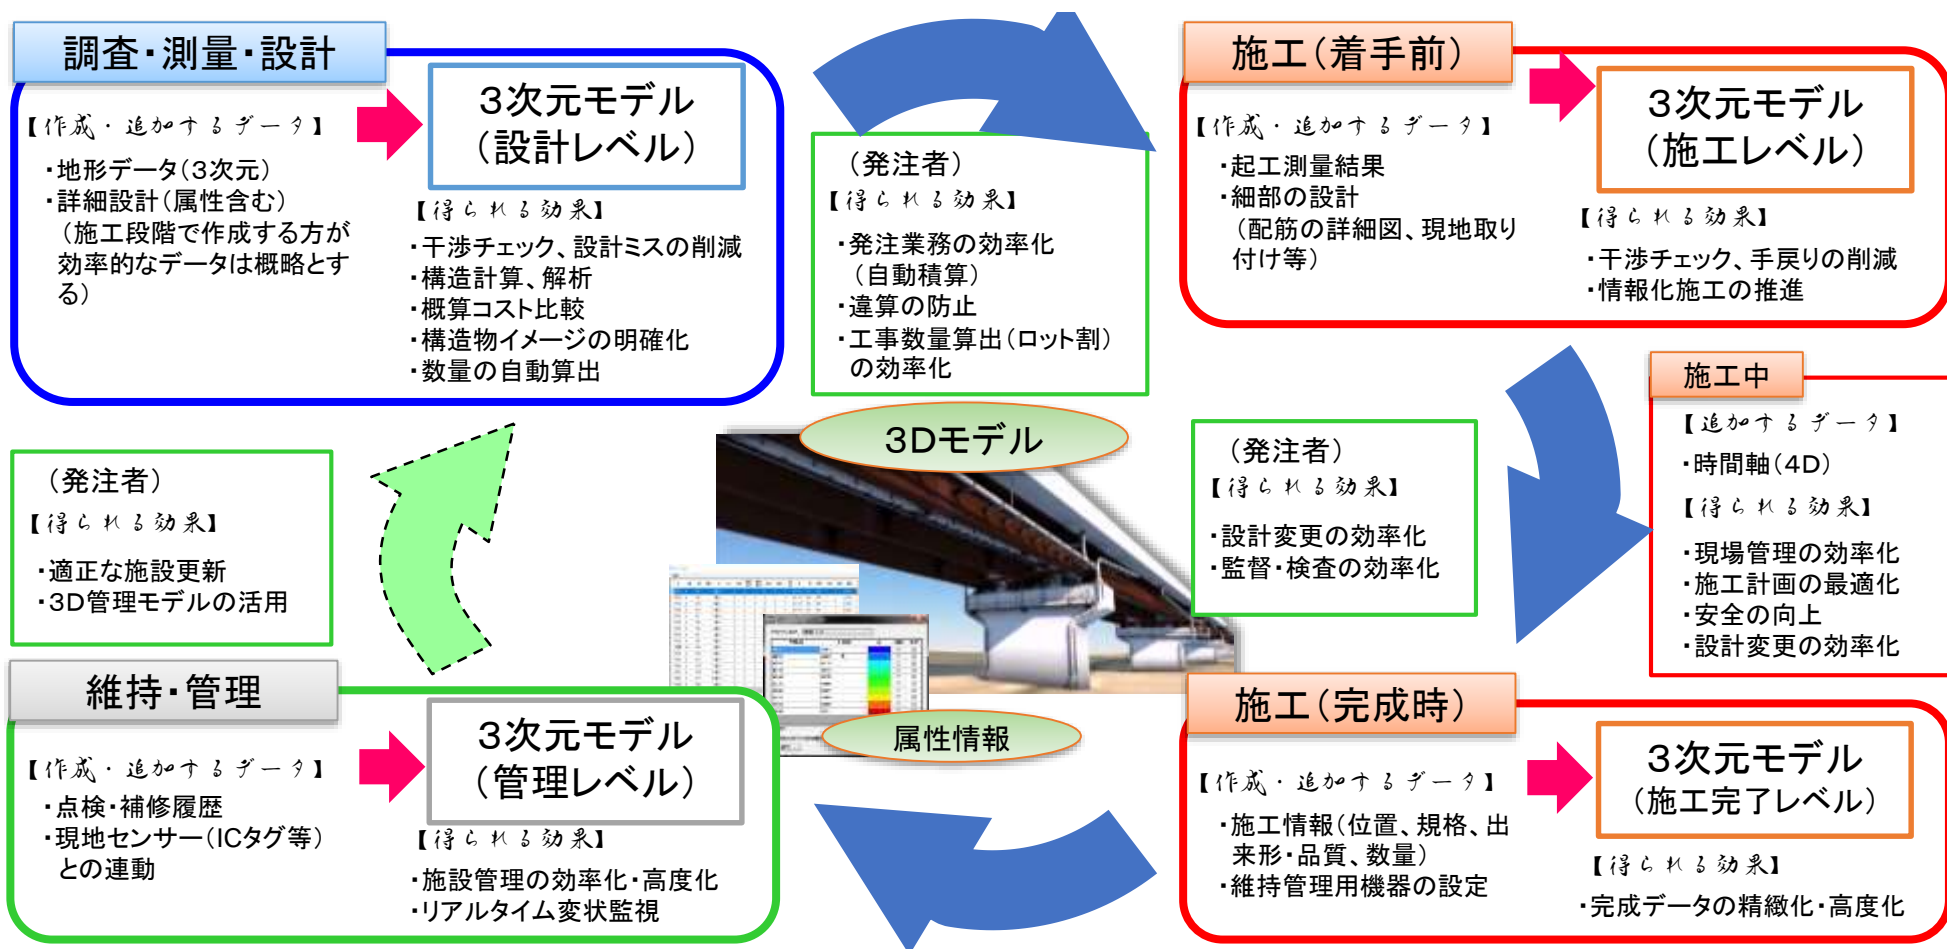 調査・測量・設計
【作成・追加するデータ】
・地形データ(3次元)
・詳細設計(属性含む)
(施工段階で作成する方が
効率的なデータは概略とす
る)
3次元モデル
(設計レベル)
【得られる効果】
・干渉チェック、設計ミスの削減
・構造計算、解析
・概算コスト比較
・構造物イメージの明確化
・数量の自動算出
(発注者)
【得られる効果】
・発注業務の効率化
(自動積算)
・違算の防止
・工事数量算出(ロット割)
の効率化
施工(着手前)
【作成・追加するデータ】
・起工測量結果
・細部の設計
(配筋の詳細図、現地取り
付け等)
3次元モデル
(施工レベル)
【得られる効果】
・干渉チェック、手戻りの削減
・情報化施工の推進
施工中
【追加するデータ】
・時間軸(4D)
【得られる効果】
・現場管理の効率化
・施工計画の最適化
・安全の向上
・設計変更の効率化
(発注者)
【得られる効果】
・設計変更の効率化
・監督・検査の効率化
3Dモデル
属性情報
(発注者)
【得られる効果】
・適正な施設更新
・3D管理モデルの活用
維持・管理
【作成・追加するデータ】
・点検・補修履歴
・現地センサー(ICタグ等)
との連動
3次元モデル
(管理レベル)
【得られる効果】
・施設管理の効率化・高度化
・リアルタイム変状監視
施工(完成時)
【作成・追加するデータ】
・施工情報(位置、規格、出
来形・品質、数量)
・維持管理用機器の設定
3次元モデル
(施工完了レベル)
【得られる効果】
・完成データの精緻化・高度化